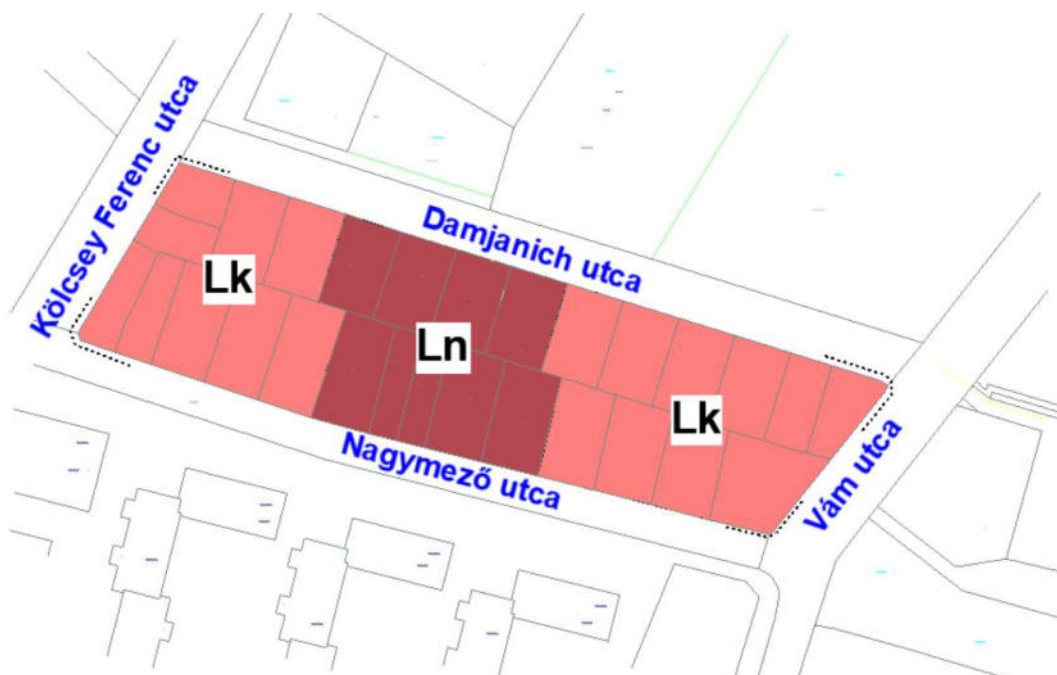 Kölcsey Ferenc utca
Damjanich utca
Lk
Ln
Lk
Nagymező utca
Vám utca